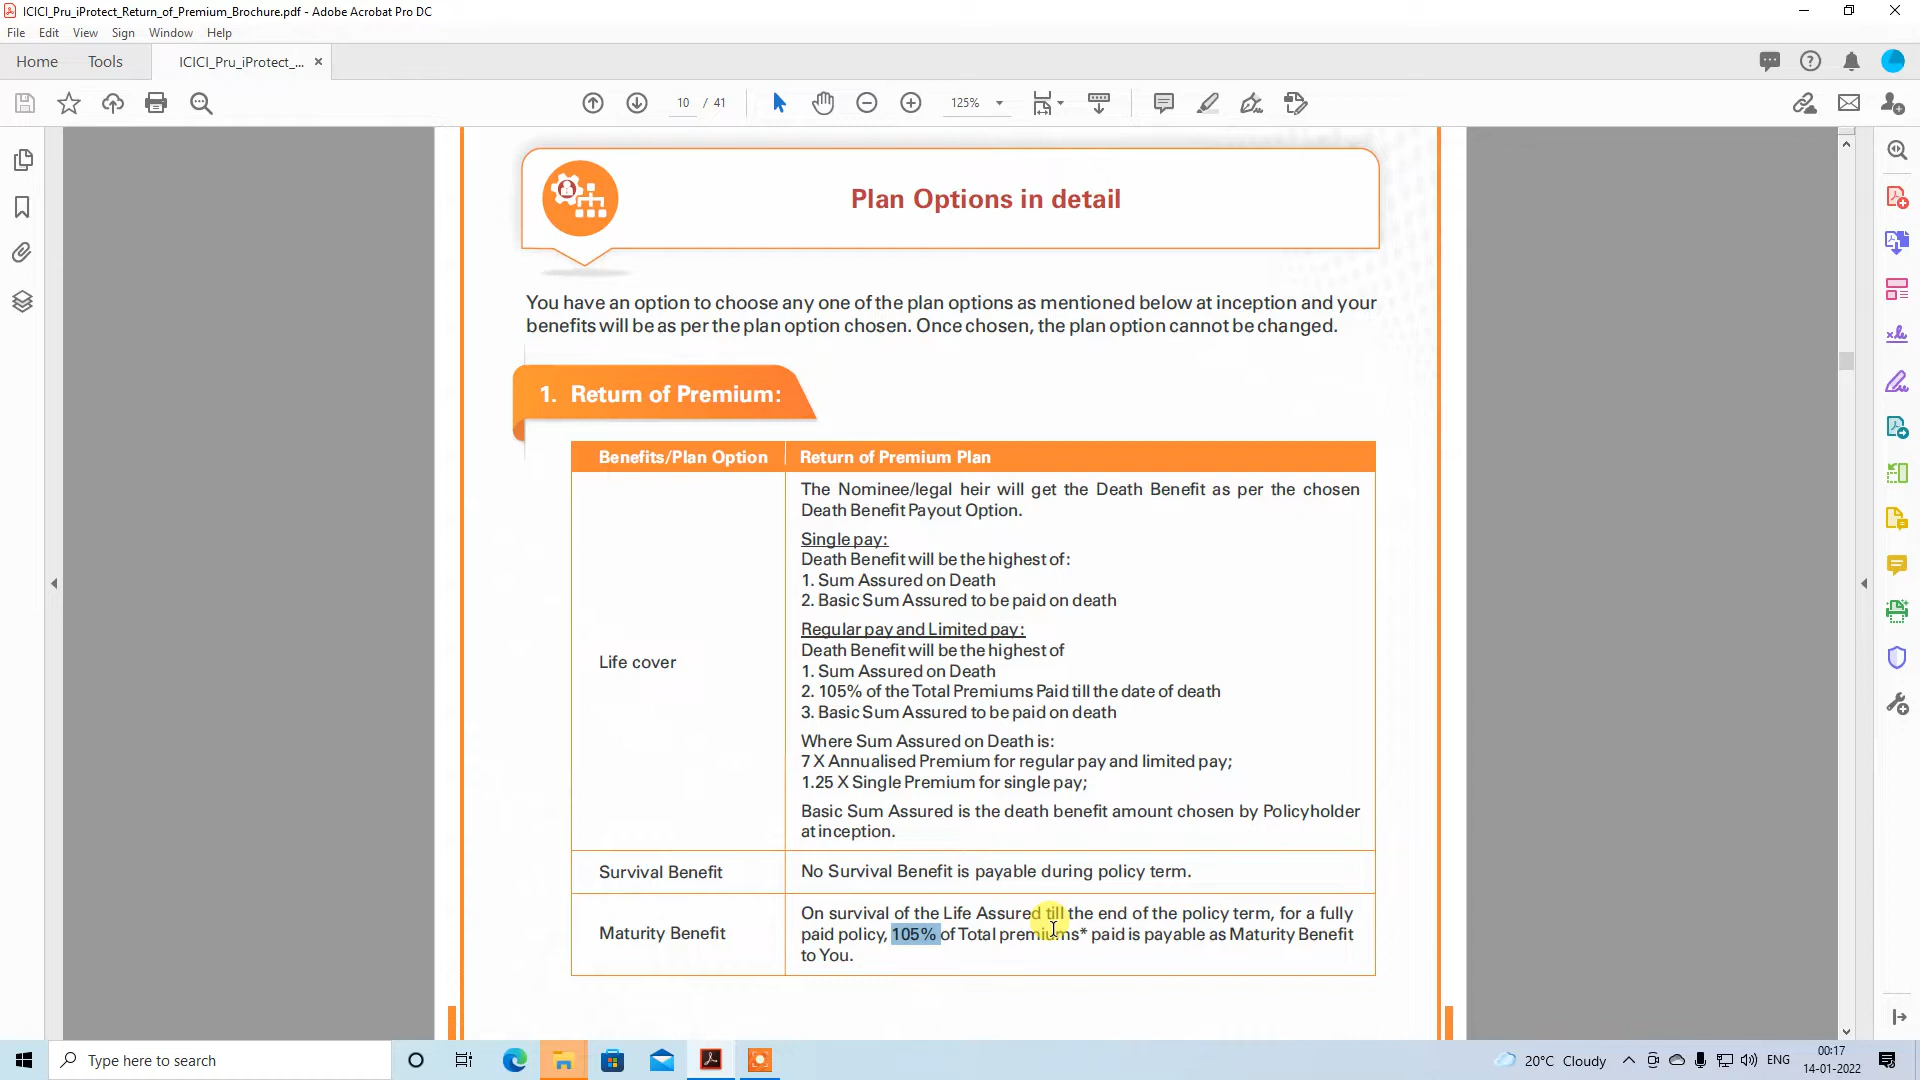 ICICI_Pru_iProtect_Return_of_Premium_Brochure.pdf - Adobe Acrobat Pro DC
File Edit View Sign Window Help
Home Tools ICICI_Pru_iProtect_... ×
10 / 41 125%
Plan Options in detail
You have an option to choose any one of the plan options as mentioned below at inception and your
benefits will be as per the plan option chosen. Once chosen, the plan option cannot be changed.
1. Return of Premium:
Benefits/Plan Option Return of Premium Plan
The Nominee/legal heir will get the Death Benefit as per the chosen
Death Benefit Payout Option.
Single pay:
Death Benefit will be the highest of:
1. Sum Assured on Death
2. Basic Sum Assured to be paid on death
Regular pay and Limited pay:
Death Benefit will be the highest of
Life cover
1. Sum Assured on Death
2. 105% of the Total Premiums Paid till the date of death
3. Basic Sum Assured to be paid on death
Where Sum Assured on Death is:
7 X Annualised Premium for regular pay and limited pay;
1.25 X Single Premium for single pay;
Basic Sum Assured is the death benefit amount chosen by Policyholder
at inception.
Survival Benefit No Survival Benefit is payable during policy term.
Maturity Benefit
On survival of the Life Assured till the end of the policy term, for a fully
paid policy, 105% of Total premiums* paid is payable as Maturity Benefit
to You.
Type here to search
20°C Cloudy
ENG
00:17
14-01-2022